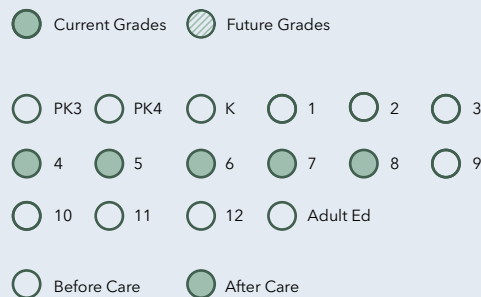 Current Grades Future Grades
PK3 PK4 K 1 2 3
4 5 6 7 8 9
10 11 12 Adult Ed
Before Care After Care